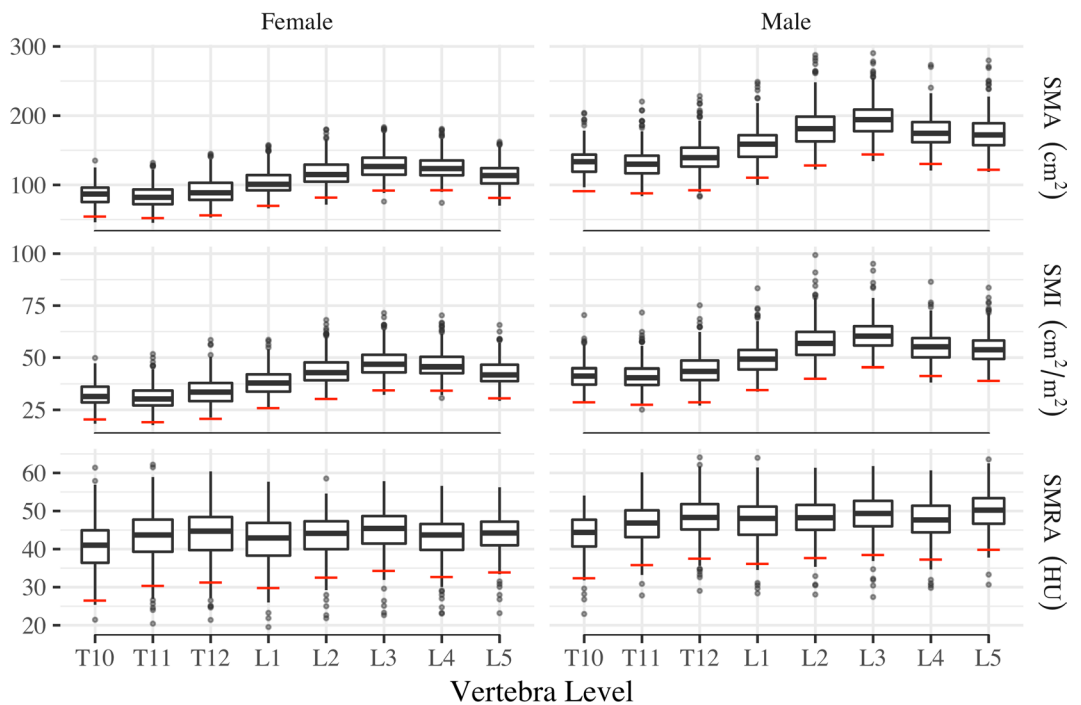 Female Male
300
200
100
SMA (cm²)
100
75
50
25
SMI (cm²/m²)
60
50
40
30
20
SMRA (HU)
T10 T11 T12 L1 L2 L3 L4 L5 T10 T11 T12 L1 L2 L3 L4 L5
Vertebra Level